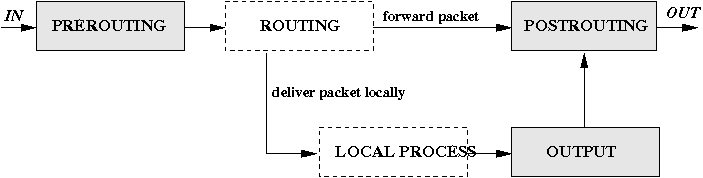 IN
PREROUTING
ROUTING
forward packet
POSTROUTING
OUT
deliver packet locally
LOCAL PROCESS
OUTPUT